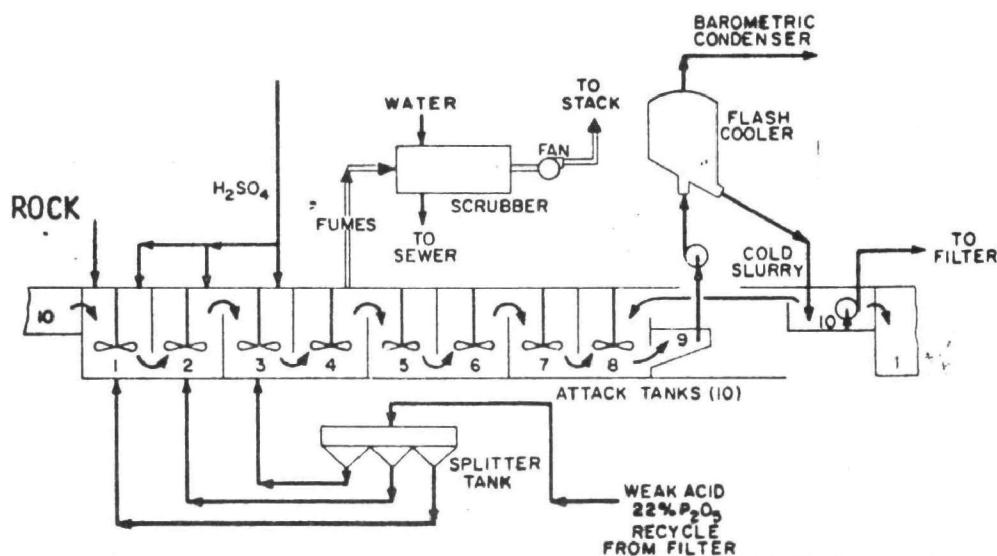 BAROMETRIC
CONDENSER
TO
STACK
WATER
FAN
FLASH
COOLER
H₂SO₄
ROCK
FUMES
SCRUBBER
TO
SEWER
COLD
SLURRY
TO
FILTER
10
1
2
3
4
5
6
7
8
9
10
1
ATTACK TANKS (10)
SPLITTER
TANK
WEAK ACID
22% P₂O₅
RECYCLE
FROM FILTER